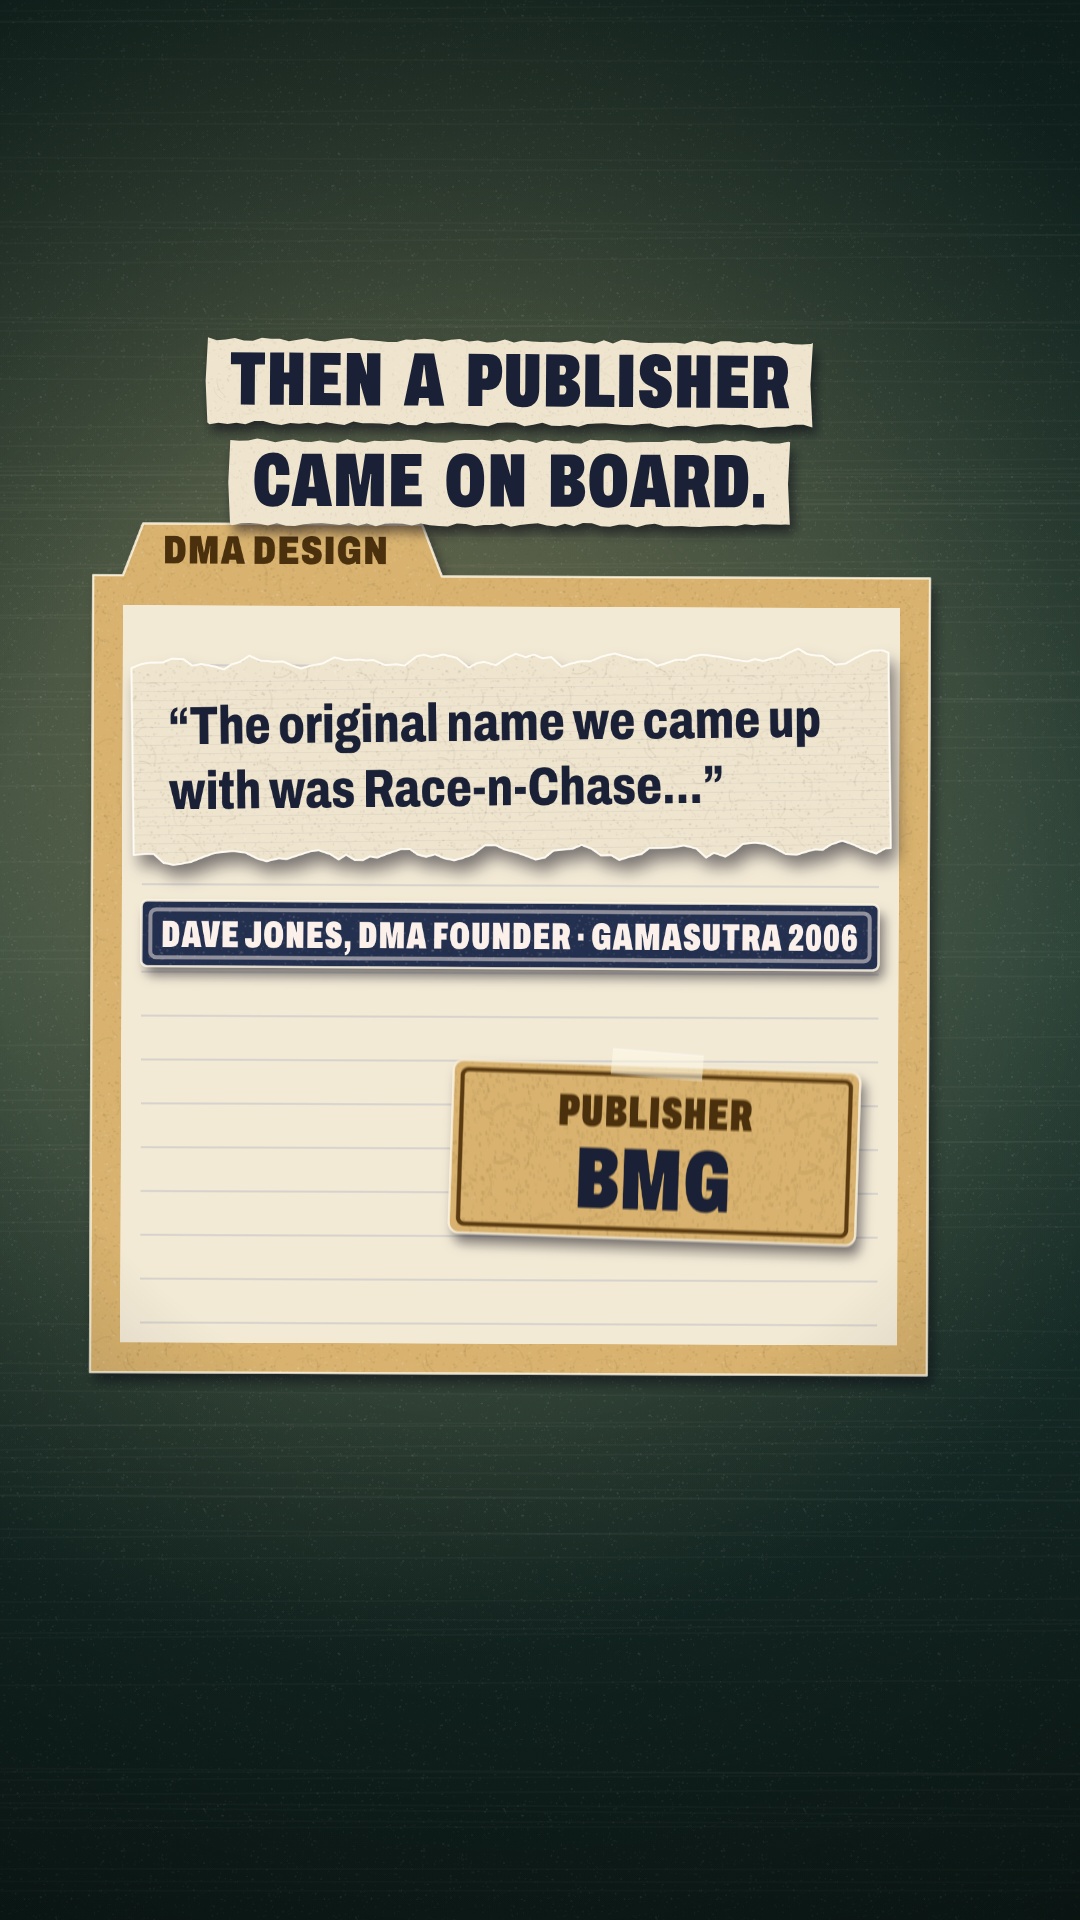 THEN A PUBLISHER
CAME ON BOARD.
DMA DESIGN
“The original name we came up
with was Race-n-Chase...”
DAVE JONES, DMA FOUNDER · GAMASUTRA 2006
PUBLISHER
BMG